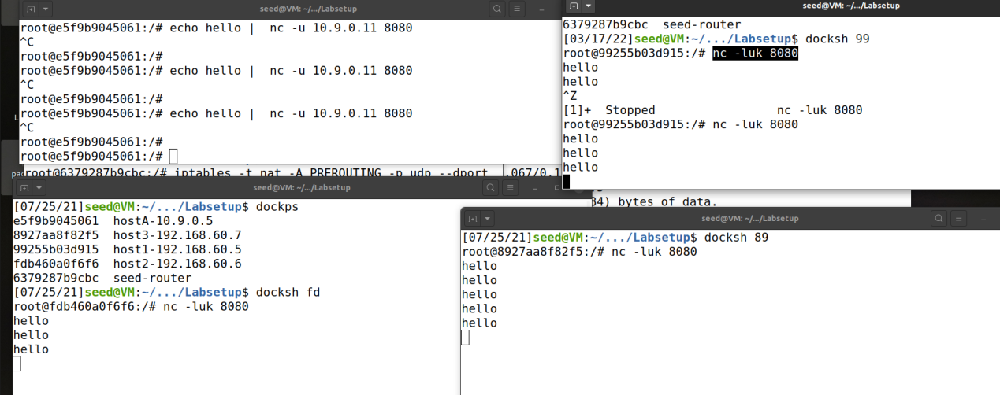 seed@VM: ~/.../Labsetup
root@e5f9b9045061:/# echo hello |  nc -u 10.9.0.11 8080
^C
root@e5f9b9045061:/#
root@e5f9b9045061:/# echo hello |  nc -u 10.9.0.11 8080
^C
root@e5f9b9045061:/#
root@e5f9b9045061:/# echo hello |  nc -u 10.9.0.11 8080
^C
root@e5f9b9045061:/#
root@e5f9b9045061:/#
root@6379287b9cbc:/# iptables -t nat -A PREROUTING -p udp --dport
seed@VM: ~/.../Labsetup
6379287b9cbc  seed-router
[03/17/22]seed@VM:~/.../Labsetup$ docksh 99
root@99255b03d915:/# nc -luk 8080
hello
hello
^Z
[1]+  Stopped                 nc -luk 8080
root@99255b03d915:/# nc -luk 8080
hello
hello
hello
bytes of data.
seed@VM: ~/.../Labsetup
[07/25/21]seed@VM:~/.../Labsetup$ dockps
e5f9b9045061  hostA-10.9.0.5
8927aa8f82f5  host3-192.168.60.7
99255b03d915  host1-192.168.60.5
fdb460a0f6f6  host2-192.168.60.6
6379287b9cbc  seed-router
[07/25/21]seed@VM:~/.../Labsetup$ docksh fd
root@fdb460a0f6f6:/# nc -luk 8080
hello
hello
hello
seed@VM: ~/.../Labsetup
[07/25/21]seed@VM:~/.../Labsetup$ docksh 89
root@8927aa8f82f5:/# nc -luk 8080
hello
hello
hello
hello
hello